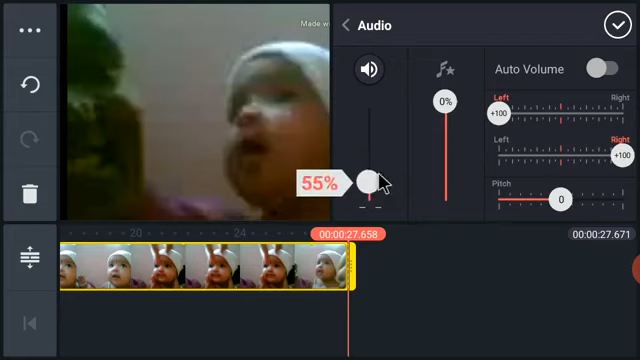 Made w
Audio
Auto Volume
0%
Left
Right
+100
Left
Right
+100
55%
Pitch
0
20
24
00:00:27.658
00:00:27.671